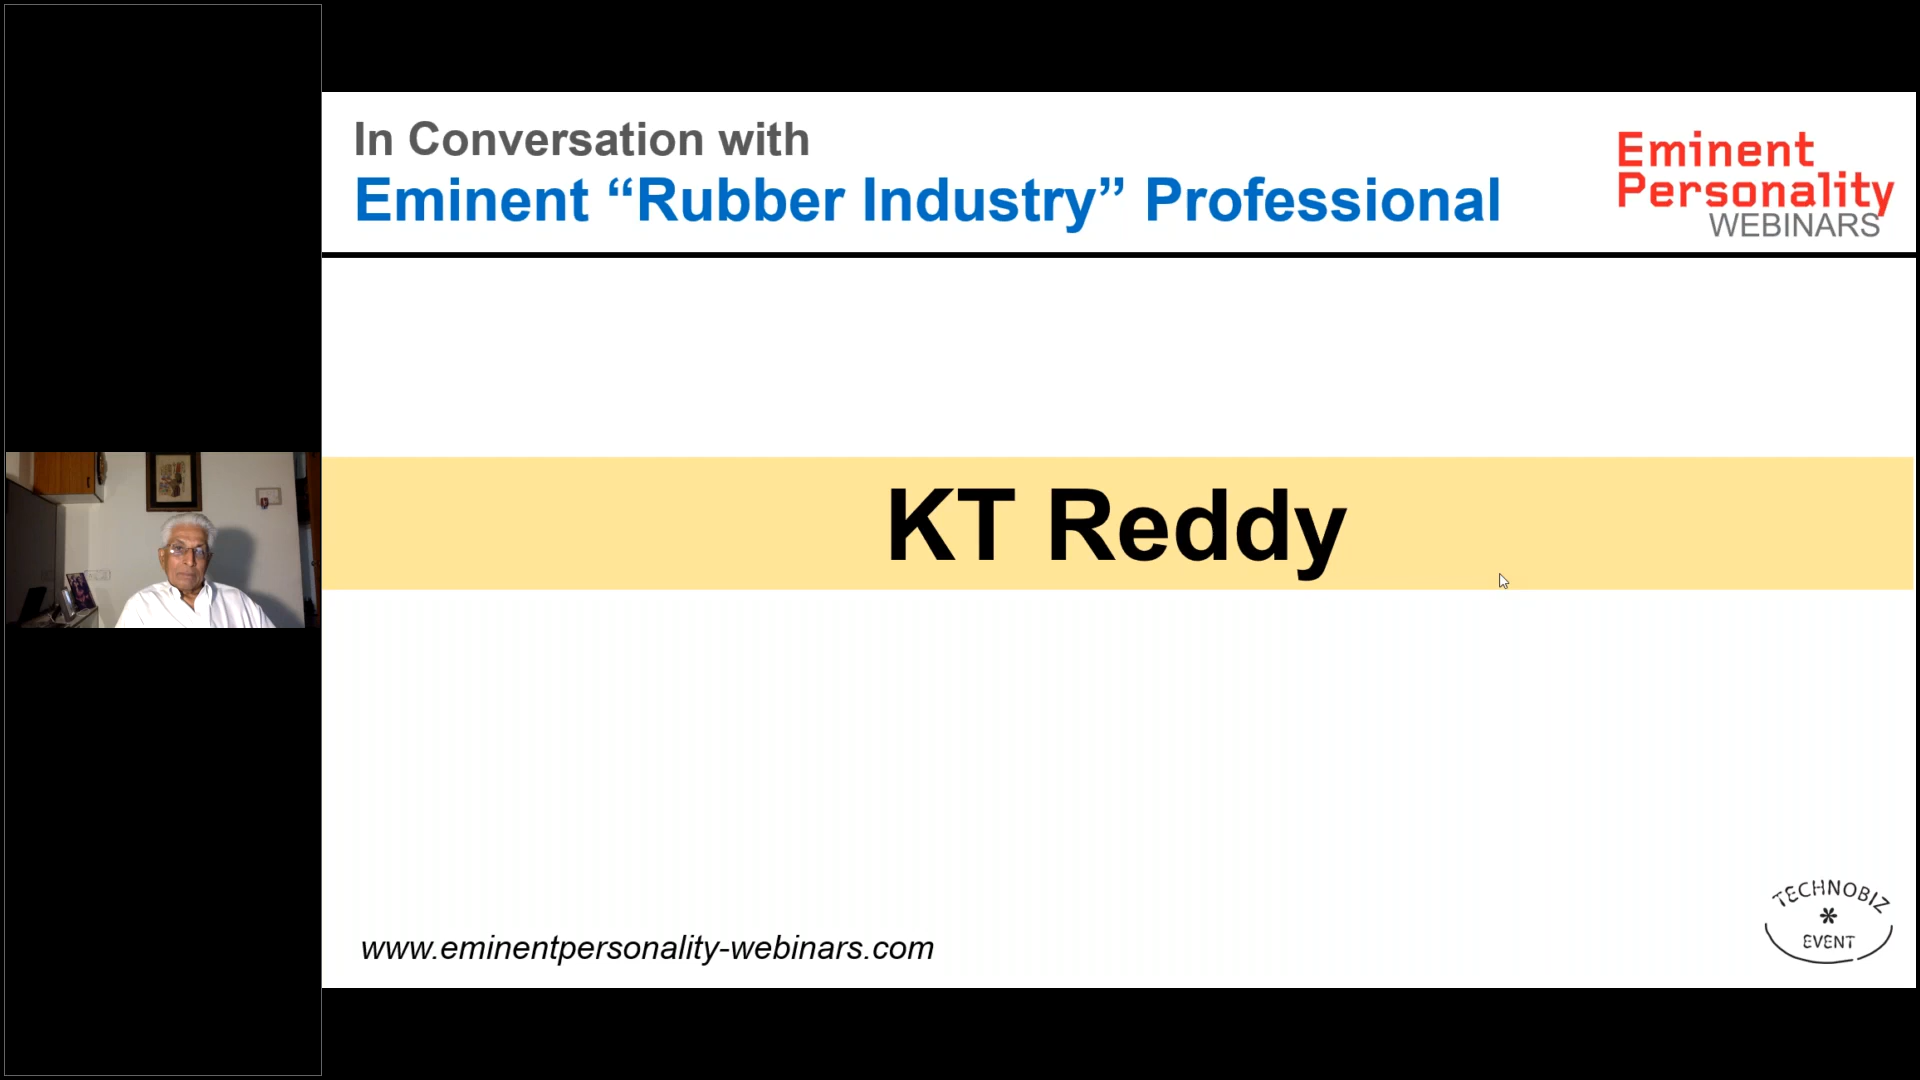 In Conversation with
Eminent “Rubber Industry” Professional
Eminent
Personality
WEBINARS
KT Reddy
www.eminentpersonality-webinars.com
TECHNOBIZ
*
EVENT